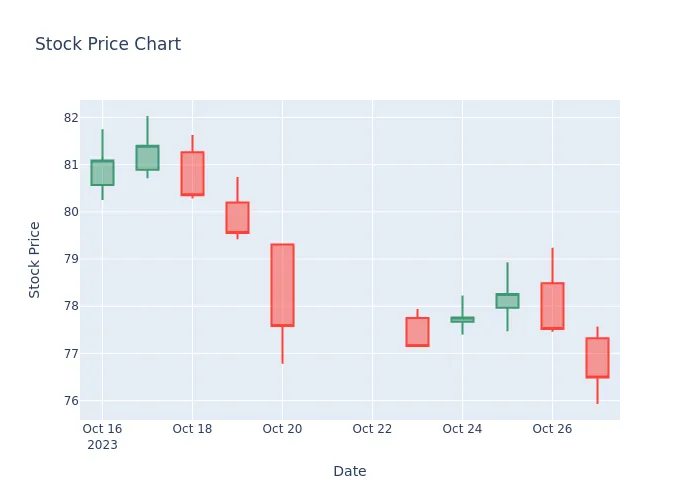 Stock Price Chart
82
81
80
79
78
77
76
Stock Price
Oct 16
2023
Oct 18
Oct 20
Oct 22
Oct 24
Oct 26
Date